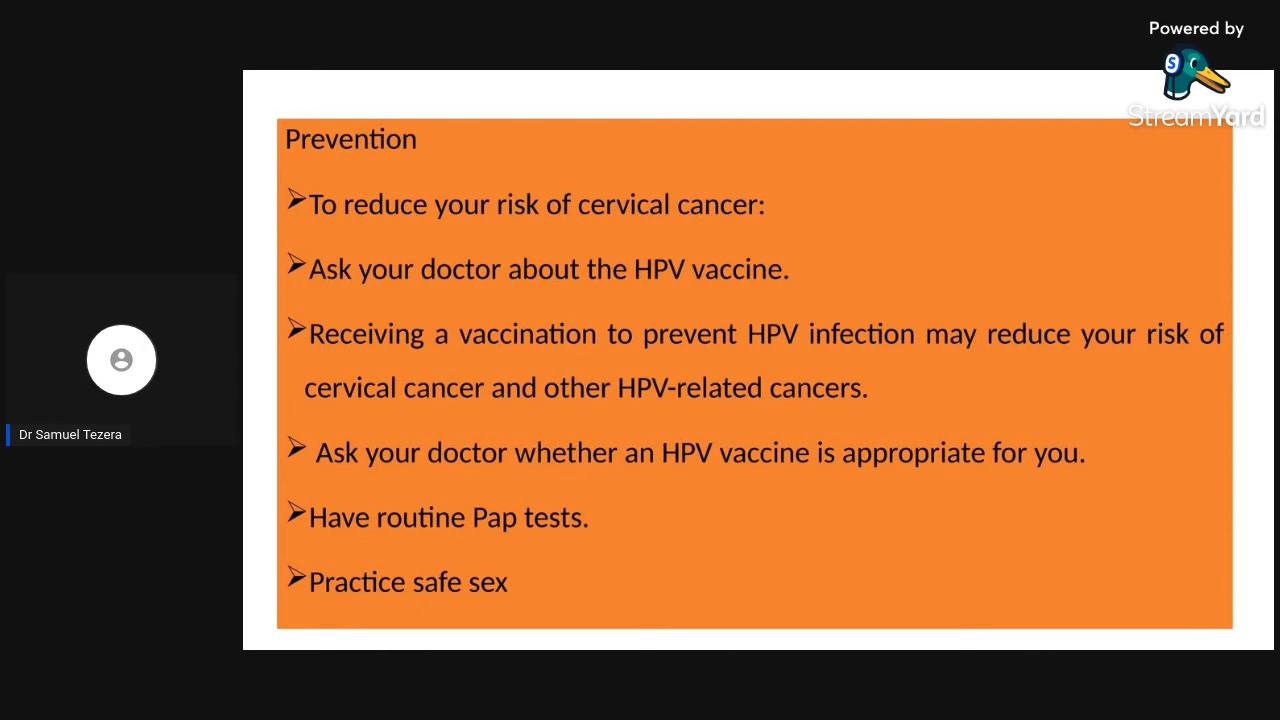 Powered by
StreamYard
Prevention
➢To reduce your risk of cervical cancer:
➢Ask your doctor about the HPV vaccine.
➢Receiving a vaccination to prevent HPV infection may reduce your risk of
cervical cancer and other HPV-related cancers.
➢ Ask your doctor whether an HPV vaccine is appropriate for you.
➢Have routine Pap tests.
➢Practice safe sex
Dr Samuel Tezera